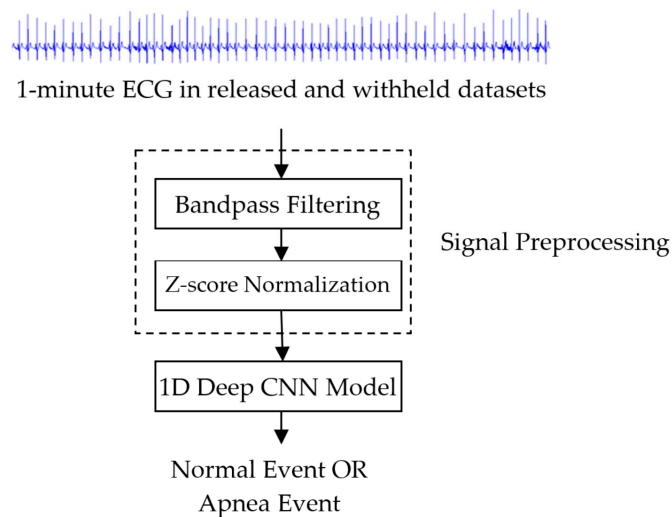 1-minute ECG in released and withheld datasets
Bandpass Filtering
Signal Preprocessing
Z-score Normalization
1D Deep CNN Model
Normal Event OR
Apnea Event